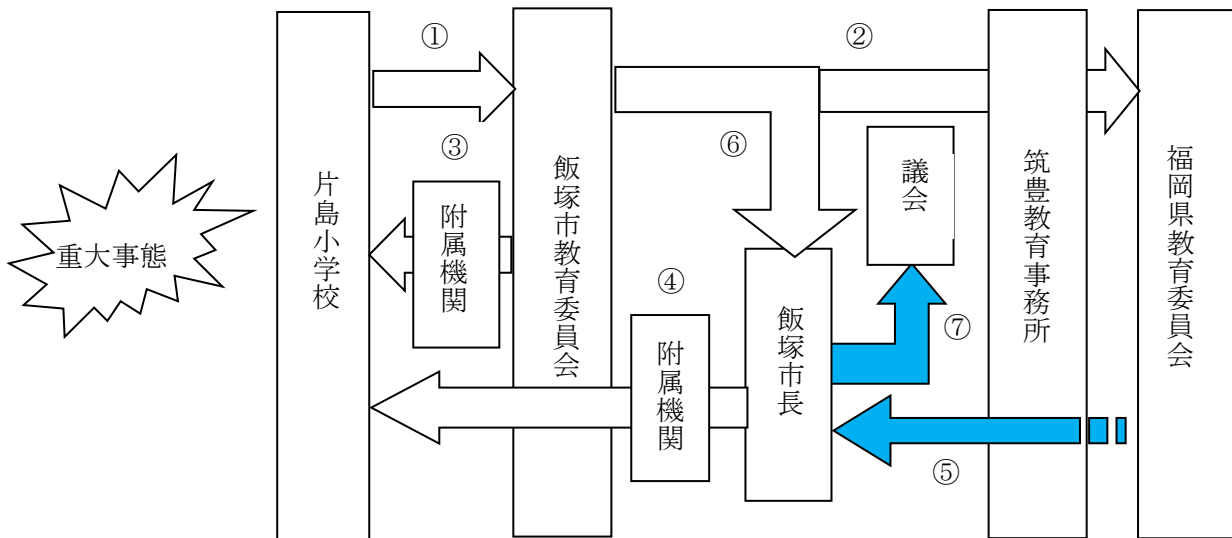 ①
②
③
⑥
重大事態
片島小学校
附属機関
飯塚市教育委員会
議会
筑豊教育事務所
福岡県教育委員会
④
附属機関
飯塚市長
⑦
⑤